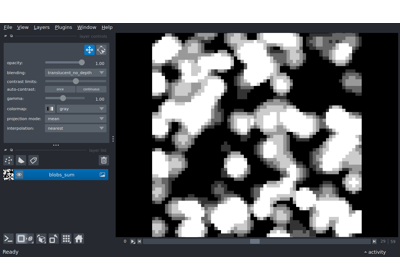 File View Layers Plugins Window Help
opacity: 1.00
blending: translucent_no_depth
contrast limits:
auto-contrast: once continuous
gamma: 1.00
colormap: gray
projection mode: mean
interpolation: nearest
blobs_sum
Ready activity